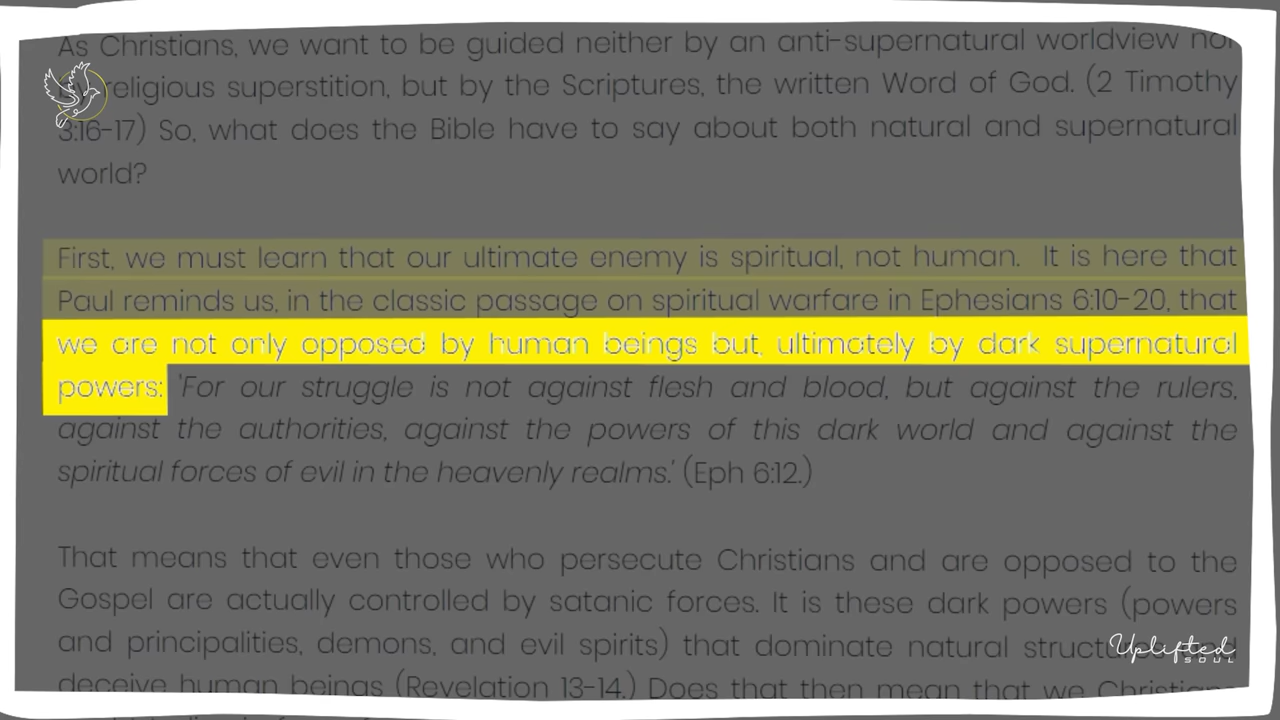 As Christians, we want to be guided neither by an anti-supernatural worldview nor
by religious superstition, but by the Scriptures, the written Word of God. (2 Timothy
3:16-17) So, what does the Bible have to say about both natural and supernatural
world?
First, we must learn that our ultimate enemy is spiritual, not human. It is here that
Paul reminds us, in the classic passage on spiritual warfare in Ephesians 6:10-20, that
we are not only opposed by human beings but, ultimately by dark supernatural
powers: 'For our struggle is not against flesh and blood, but against the rulers,
against the authorities, against the powers of this dark world and against the
spiritual forces of evil in the heavenly realms.' (Eph 6:12.)
That means that even those who persecute Christians and are opposed to the
Gospel are actually controlled by satanic forces. It is these dark powers (powers
and principalities, demons, and evil spirits) that dominate natural structures and
deceive human beings (Revelation 13-14.) Does that then mean that we Christians
Uplifted
SOUL